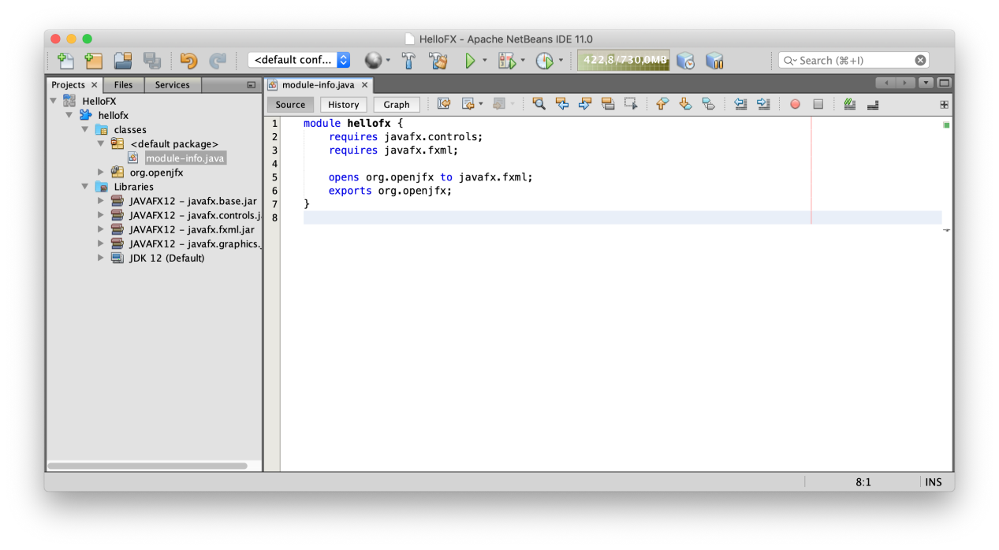 HelloFX - Apache NetBeans IDE 11.0
<default conf...
422,8/730,0MB
Search (⌘+I)
Projects
Files
Services
module-info.java
HelloFX
hellofx
classes
<default package>
module-info.java
org.openjfx
Libraries
JAVAFX12 - javafx.base.jar
JAVAFX12 - javafx.controls.j
JAVAFX12 - javafx.fxml.jar
JAVAFX12 - javafx.graphics.
JDK 12 (Default)
Source History Graph
1 module hellofx {
2 requires javafx.controls;
3 requires javafx.fxml;
4
5 opens org.openjfx to javafx.fxml;
6 exports org.openjfx;
7 }
8
8:1 INS